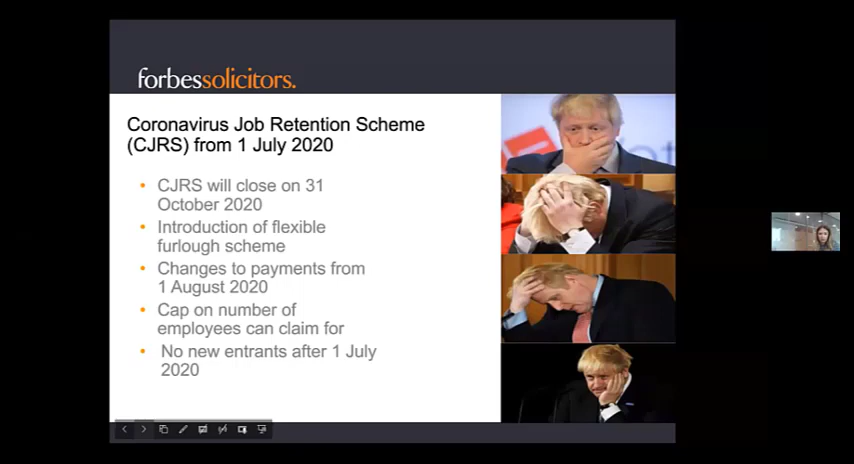 forbessolicitors.
Coronavirus Job Retention Scheme
(CJRS) from 1 July 2020
• CJRS will close on 31
October 2020
• Introduction of flexible
furlough scheme
• Changes to payments from
1 August 2020
• Cap on number of
employees can claim for
• No new entrants after 1 July
2020